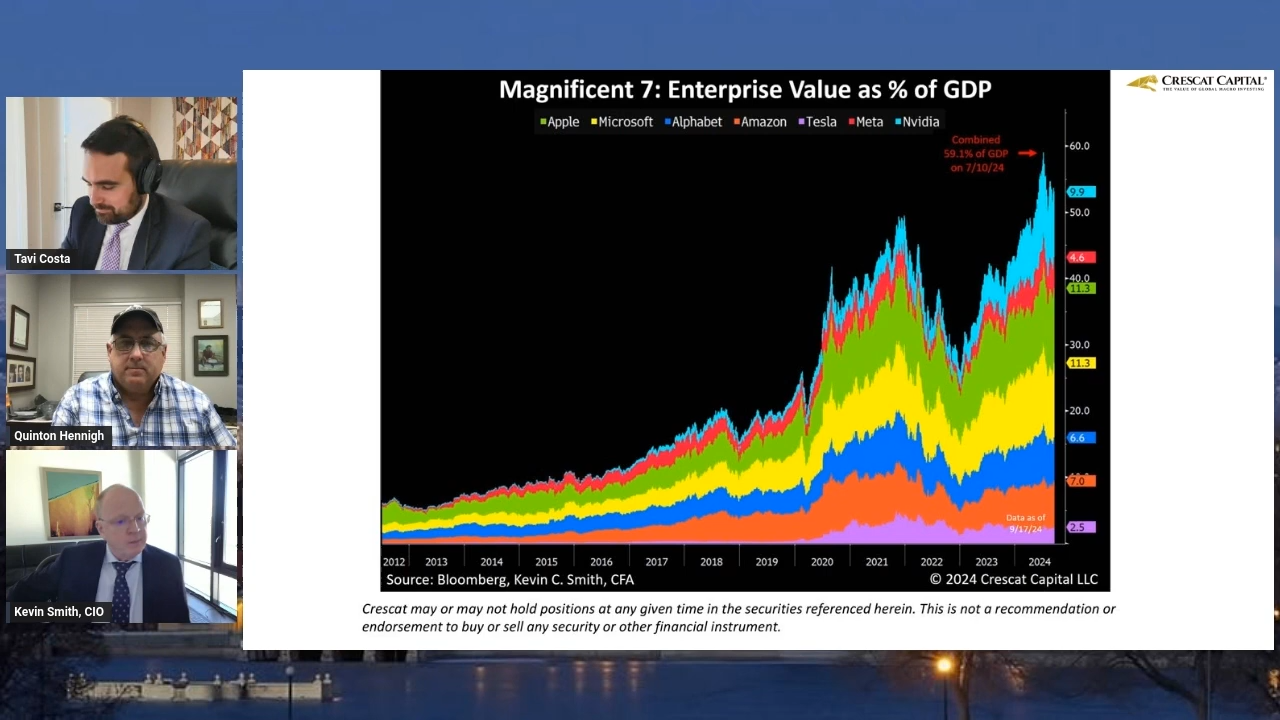 Magnificent 7: Enterprise Value as % of GDP
CRESCAT CAPITAL®
THE VALUE OF GLOBAL MACRO INVESTING
Apple Microsoft Alphabet Amazon Tesla Meta Nvidia
Combined
59.1% of GDP
on 7/10/24
60.0
9.9
50.0
4.6
40.0
11.3
30.0
11.3
20.0
6.6
7.0
2.5
Data as of
9/17/24
2012 2013 2014 2015 2016 2017 2018 2019 2020 2021 2022 2023 2024
Source: Bloomberg, Kevin C. Smith, CFA
© 2024 Crescat Capital LLC
Crescat may or may not hold positions at any given time in the securities referenced herein. This is not a recommendation or
endorsement to buy or sell any security or other financial instrument.
Tavi Costa
Quinton Hennigh
Kevin Smith, CIO